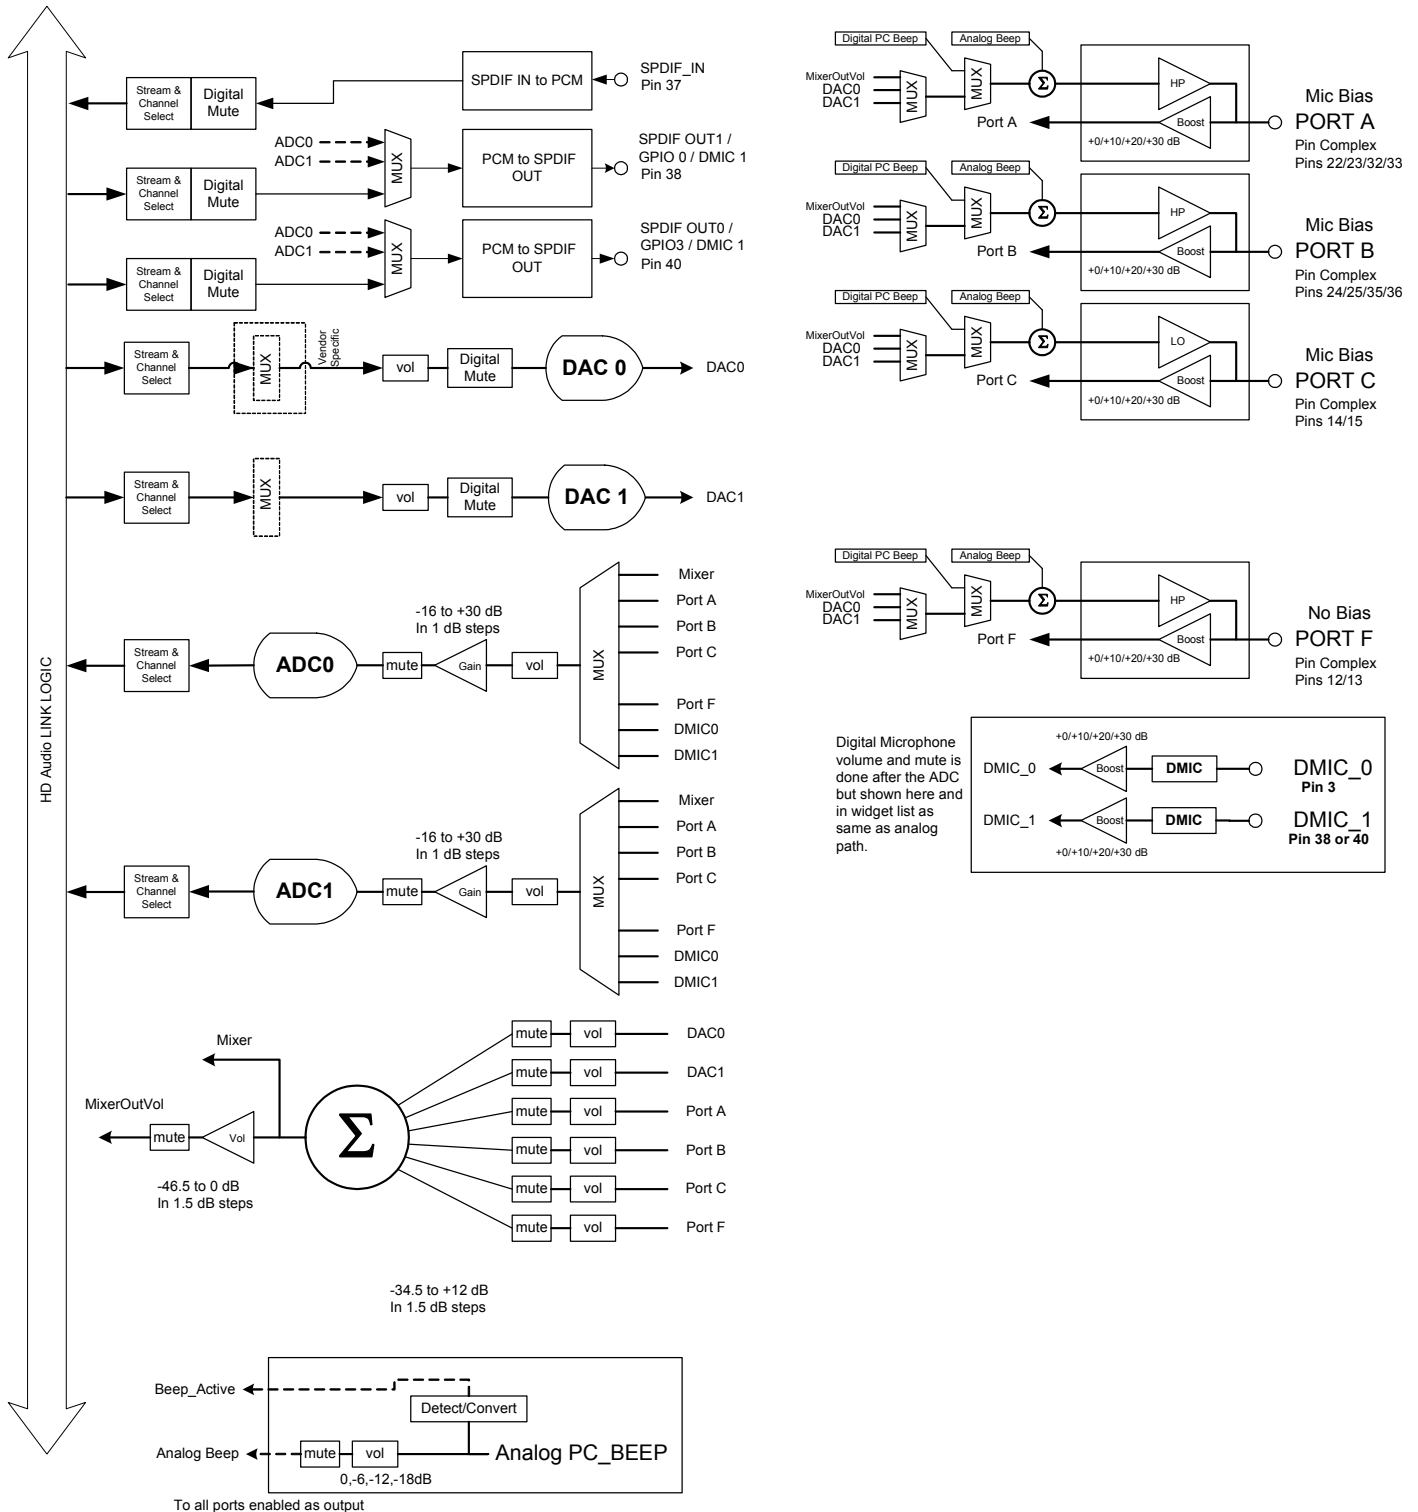 HD Audio LINK LOGIC
Stream &
Channel
Select
Digital
Mute
SPDIF IN to PCM
SPDIF_IN
Pin 37
ADC0
ADC1
MUX
Stream &
Channel
Select
Digital
Mute
PCM to SPDIF
OUT
SPDIF OUT1 /
GPIO 0 / DMIC 1
Pin 38
ADC0
ADC1
MUX
Stream &
Channel
Select
Digital
Mute
PCM to SPDIF
OUT
SPDIF OUT0 /
GPIO3 / DMIC 1
Pin 40
Stream &
Channel
Select
MUX
Vendor
Specific
vol
Digital
Mute
DAC 0
DAC0
Stream &
Channel
Select
MUX
vol
Digital
Mute
DAC 1
DAC1
Stream &
Channel
Select
ADC0
mute
-16 to +30 dB
In 1 dB steps
Gain
vol
MUX
Mixer
Port A
Port B
Port C
Port F
DMIC0
DMIC1
Stream &
Channel
Select
ADC1
mute
-16 to +30 dB
In 1 dB steps
Gain
vol
MUX
Mixer
Port A
Port B
Port C
Port F
DMIC0
DMIC1
Mixer
MixerOutVol
mute
Vol
-46.5 to 0 dB
In 1.5 dB steps
Σ
mute
vol
DAC0
mute
vol
DAC1
mute
vol
Port A
mute
vol
Port B
mute
vol
Port C
mute
vol
Port F
-34.5 to +12 dB
In 1.5 dB steps
Beep_Active
Detect/Convert
Analog Beep
mute
vol
Analog PC_BEEP
0,-6,-12,-18dB
To all ports enabled as output
Digital PC Beep
Analog Beep
MixerOutVol
DAC0
DAC1
MUX
MUX
Σ
HP
Port A
Boost
+0/+10/+20/+30 dB
Mic Bias
PORT A
Pin Complex
Pins 22/23/32/33
Digital PC Beep
Analog Beep
MixerOutVol
DAC0
DAC1
MUX
MUX
Σ
HP
Port B
Boost
+0/+10/+20/+30 dB
Mic Bias
PORT B
Pin Complex
Pins 24/25/35/36
Digital PC Beep
Analog Beep
MixerOutVol
DAC0
DAC1
MUX
MUX
Σ
LO
Port C
Boost
+0/+10/+20/+30 dB
Mic Bias
PORT C
Pin Complex
Pins 14/15
Digital PC Beep
Analog Beep
MixerOutVol
DAC0
DAC1
MUX
MUX
Σ
HP
Port F
Boost
+0/+10/+20/+30 dB
No Bias
PORT F
Pin Complex
Pins 12/13
Digital Microphone
volume and mute is
done after the ADC
but shown here and
in widget list as
same as analog
path.
+0/+10/+20/+30 dB
DMIC_0
Boost
DMIC
DMIC_0
Pin 3
DMIC_1
Boost
DMIC
DMIC_1
Pin 38 or 40
+0/+10/+20/+30 dB